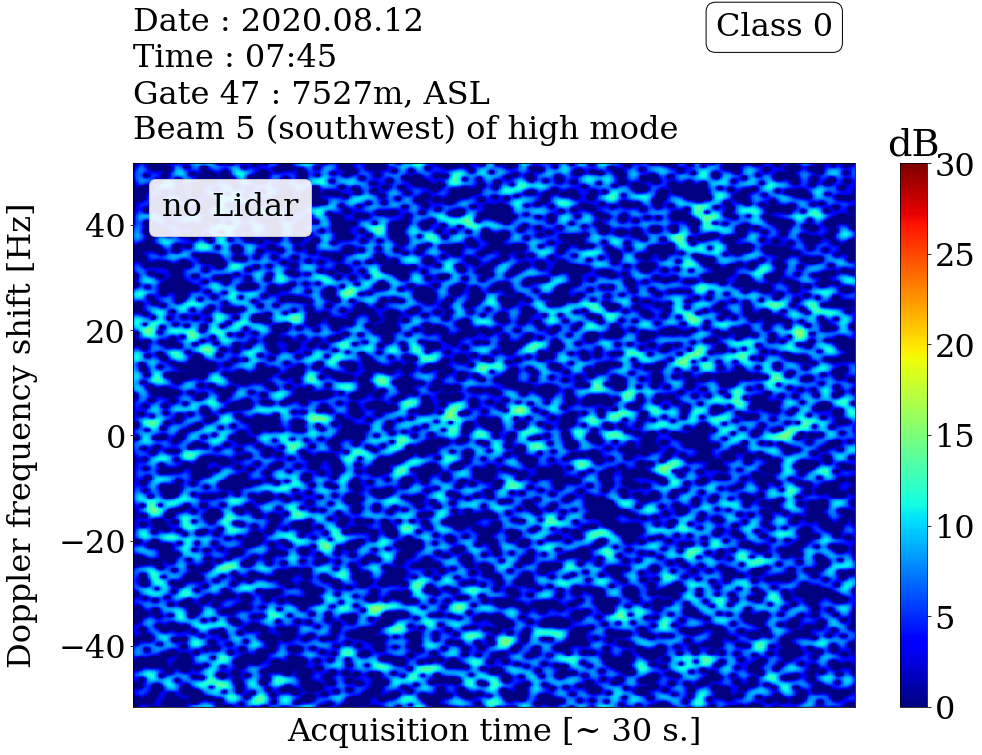 Date : 2020.08.12
Time : 07:45
Gate 47 : 7527m, ASL
Beam 5 (southwest) of high mode
Class 0
dB
no Lidar
Doppler frequency shift [Hz]
40
20
0
−20
−40
30
25
20
15
10
5
0
Acquisition time [~ 30 s.]